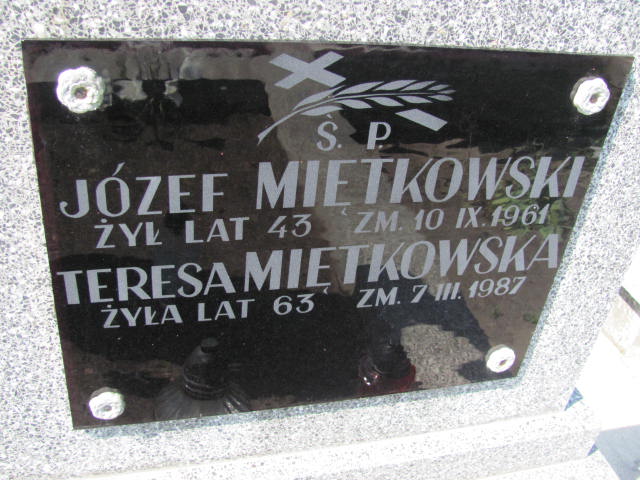 Ś. P.
JÓZEF MIĘTKOWSKI
ŻYŁ LAT 43 ZM. 10 IX. 1961
TERESA MIĘTKOWSKA
ŻYŁA LAT 63 ZM. 7 III. 1987